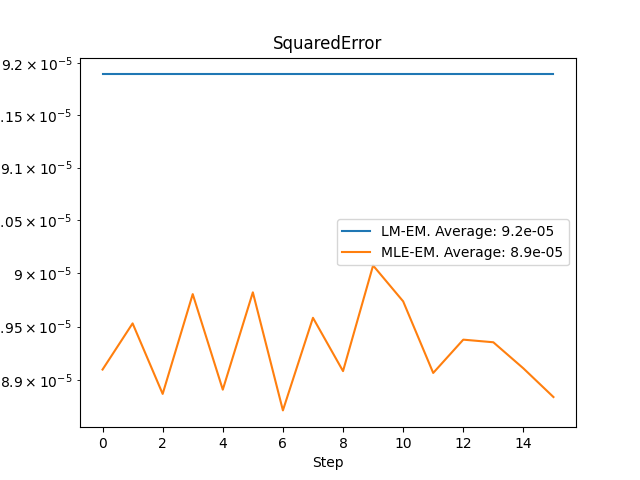 SquaredError
9.2 × 10⁻⁵
.15 × 10⁻⁵
9.1 × 10⁻⁵
.05 × 10⁻⁵
9 × 10⁻⁵
.95 × 10⁻⁵
8.9 × 10⁻⁵
LM-EM. Average: 9.2e-05
MLE-EM. Average: 8.9e-05
0 2 4 6 8 10 12 14
Step